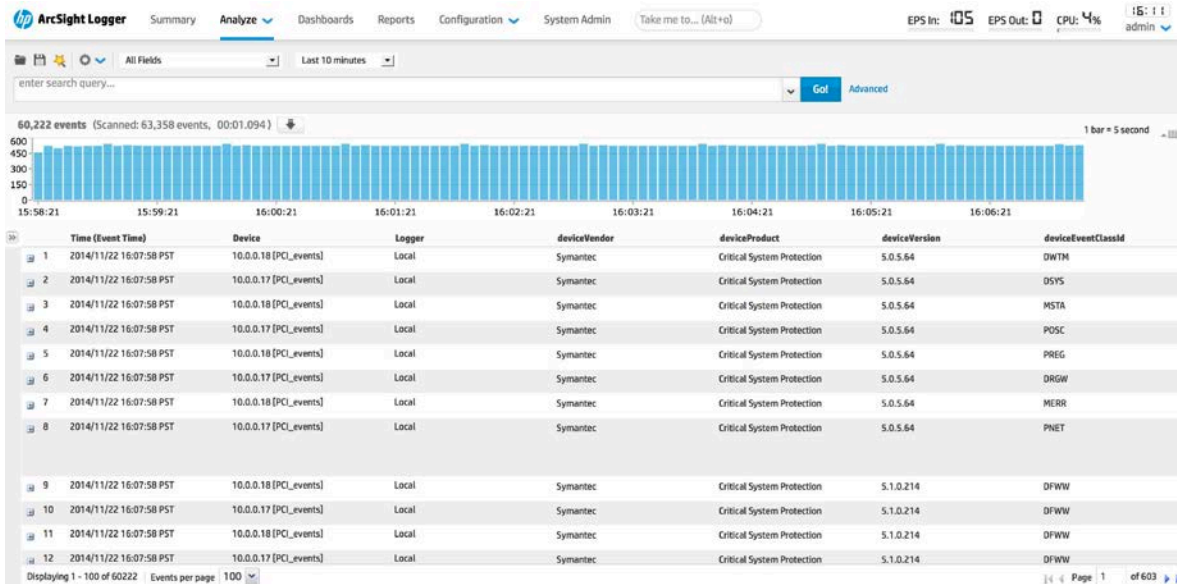 hp ArcSight Logger Summary Analyze Dashboards Reports Configuration System Admin Take me to... (Alt+o) EPS In: 105 EPS Out: 0 CPU: 4% 16:11
admin
All Fields Last 10 minutes
enter search query... Go! Advanced
60,222 events (Scanned: 63,358 events, 00:01.094) 1 bar = 5 second
600
450
300
150
0
15:58:21 15:59:21 16:00:21 16:01:21 16:02:21 16:03:21 16:04:21 16:05:21 16:06:21
Time (Event Time) Device Logger deviceVendor deviceProduct deviceVersion deviceEventClassId
1 2014/11/22 16:07:58 PST 10.0.0.18 [PCI_events] Local Symantec Critical System Protection 5.0.5.64 DWTM
2 2014/11/22 16:07:58 PST 10.0.0.17 [PCI_events] Local Symantec Critical System Protection 5.0.5.64 DSYS
3 2014/11/22 16:07:58 PST 10.0.0.18 [PCI_events] Local Symantec Critical System Protection 5.0.5.64 MSTA
4 2014/11/22 16:07:58 PST 10.0.0.17 [PCI_events] Local Symantec Critical System Protection 5.0.5.64 POSC
5 2014/11/22 16:07:58 PST 10.0.0.18 [PCI_events] Local Symantec Critical System Protection 5.0.5.64 PREG
6 2014/11/22 16:07:58 PST 10.0.0.17 [PCI_events] Local Symantec Critical System Protection 5.0.5.64 DRGW
7 2014/11/22 16:07:58 PST 10.0.0.18 [PCI_events] Local Symantec Critical System Protection 5.0.5.64 MERR
8 2014/11/22 16:07:58 PST 10.0.0.17 [PCI_events] Local Symantec Critical System Protection 5.0.5.64 PNET
9 2014/11/22 16:07:58 PST 10.0.0.18 [PCI_events] Local Symantec Critical System Protection 5.1.0.214 DFWW
10 2014/11/22 16:07:58 PST 10.0.0.17 [PCI_events] Local Symantec Critical System Protection 5.1.0.214 DFWW
11 2014/11/22 16:07:58 PST 10.0.0.18 [PCI_events] Local Symantec Critical System Protection 5.1.0.214 DFWW
12 2014/11/22 16:07:58 PST 10.0.0.17 [PCI_events] Local Symantec Critical System Protection 5.1.0.214 DFWW
Displaying 1 - 100 of 60222 Events per page 100 Page 1 of 603